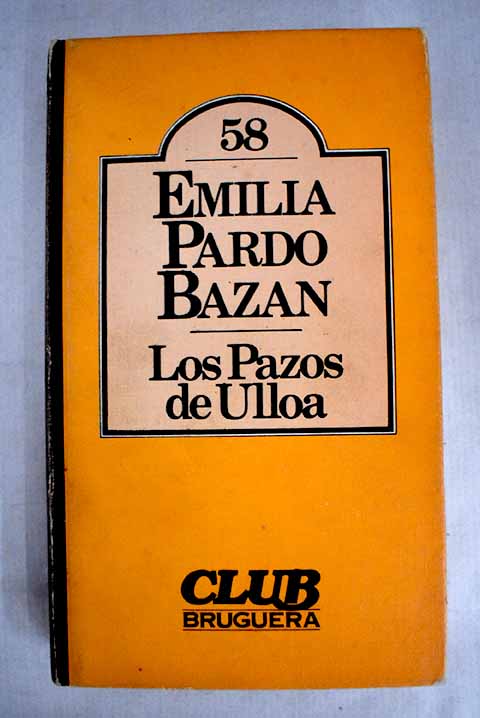 58
EMILIA
PARDO
BAZAN
Los Pazos
de Ulloa
CLUB
BRUGUERA